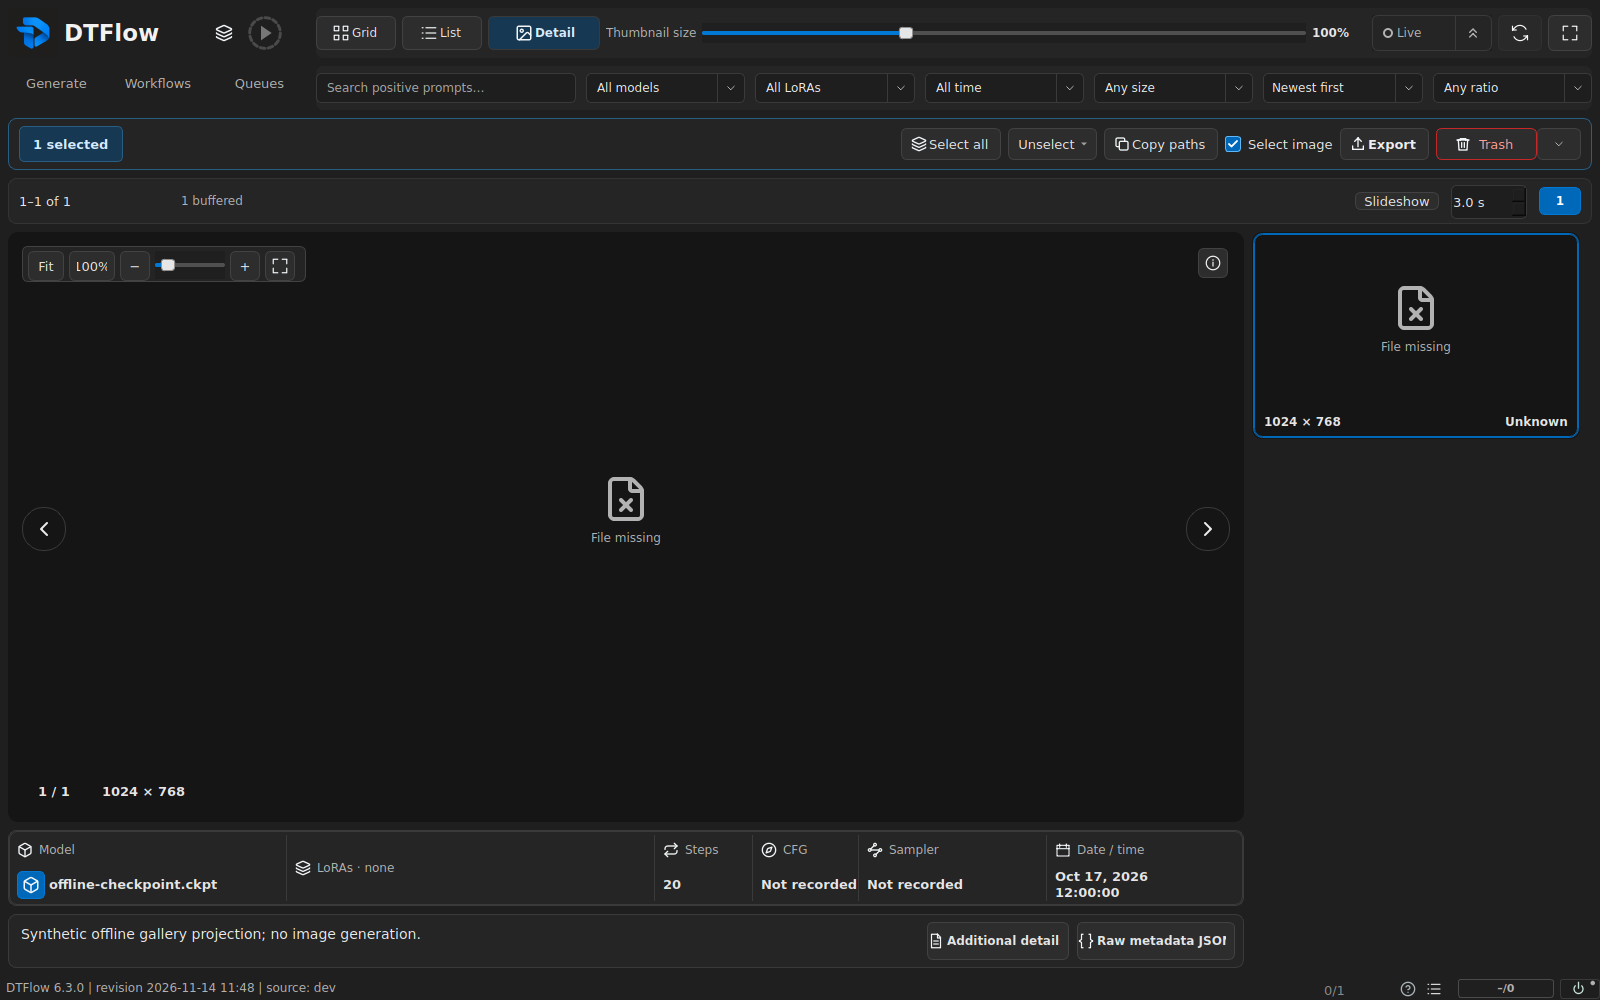 DTFlow
Grid
List
Detail
Thumbnail size
100%
Live
Generate
Workflows
Queues
Search positive prompts...
All models
All LoRAs
All time
Any size
Newest first
Any ratio
1 selected
Select all
Unselect
Copy paths
Select image
Export
Trash
1–1 of 1
1 buffered
Slideshow
3.0 s
1
Fit
100%
File missing
1024 × 768
Unknown
File missing
1 / 1
1024 × 768
Model
offline-checkpoint.ckpt
LoRAs · none
Steps
20
CFG
Not recorded
Sampler
Not recorded
Date / time
Oct 17, 2026
12:00:00
Synthetic offline gallery projection; no image generation.
Additional detail
Raw metadata JSON
DTFlow 6.3.0 | revision 2026-11-14 11:48 | source: dev
0/1
-/0